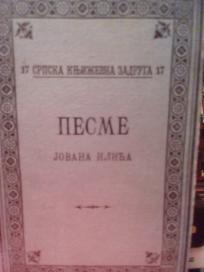 17 СРПСКА КЊИЖЕВНА ЗАДРУГА 17
ПЕСМЕ
ЈОВАНА ИЛИЋА